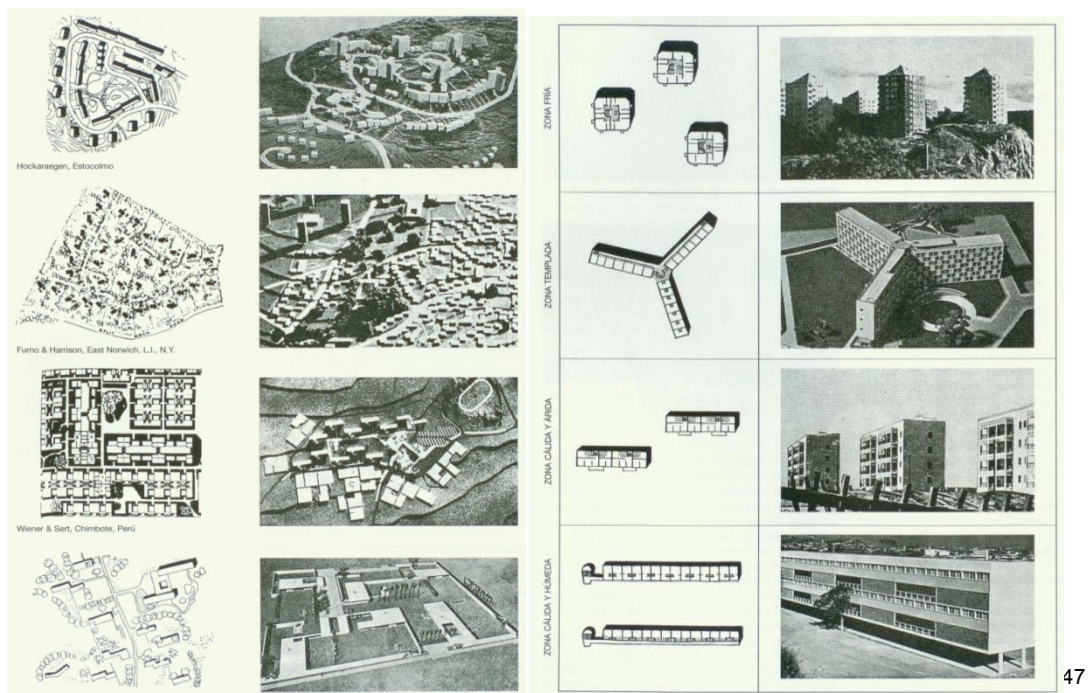 Hockaraegen, Estocolmo
Furno & Harrison, East Norwich, L.I., N.Y.
Wiener & Sert, Chimbote, Perú
ZONA FRÍA
ZONA TEMPLADA
ZONA CÁLIDA Y ÁRIDA
ZONA CÁLIDA Y HÚMEDA
47